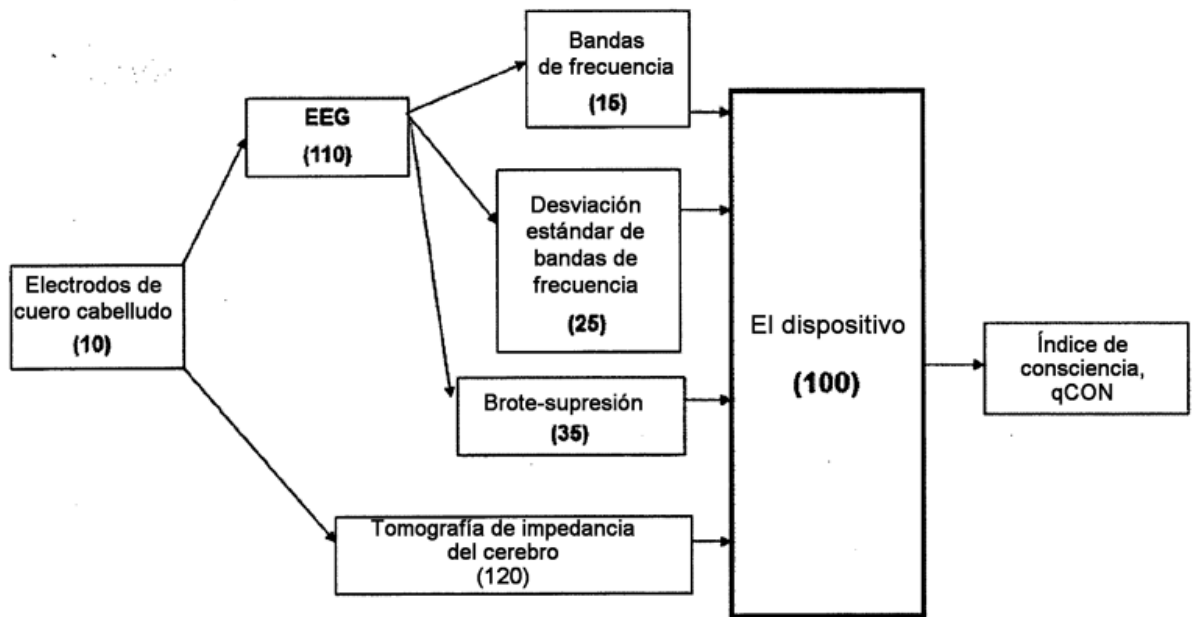 Bandas
de frecuencia
(15)
EEG
(110)
Desviación
estándar de
bandas de
frecuencia
(25)
Electrodos de
cuero cabelludo
(10)
El dispositivo
(100)
Índice de
consciencia,
qCON
Brote-supresión
(35)
Tomografía de impedancia
del cerebro
(120)